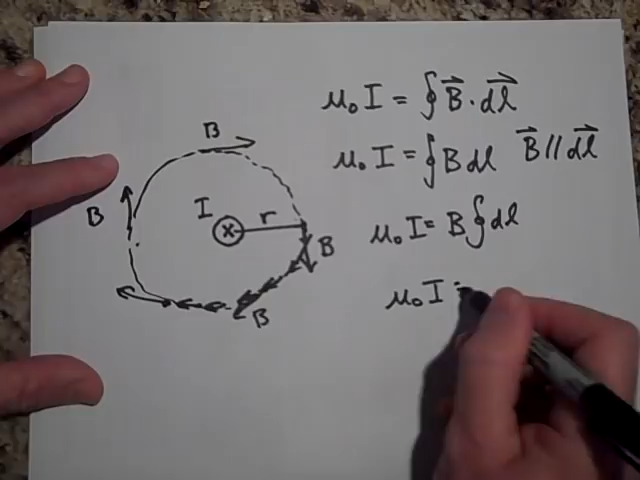 μ₀I = ∮B⃗ · dl⃗
μ₀I = ∮B dl B⃗ // dl⃗
μ₀I = B∮dl
μ₀I =
B
B
I
x
r
B
B